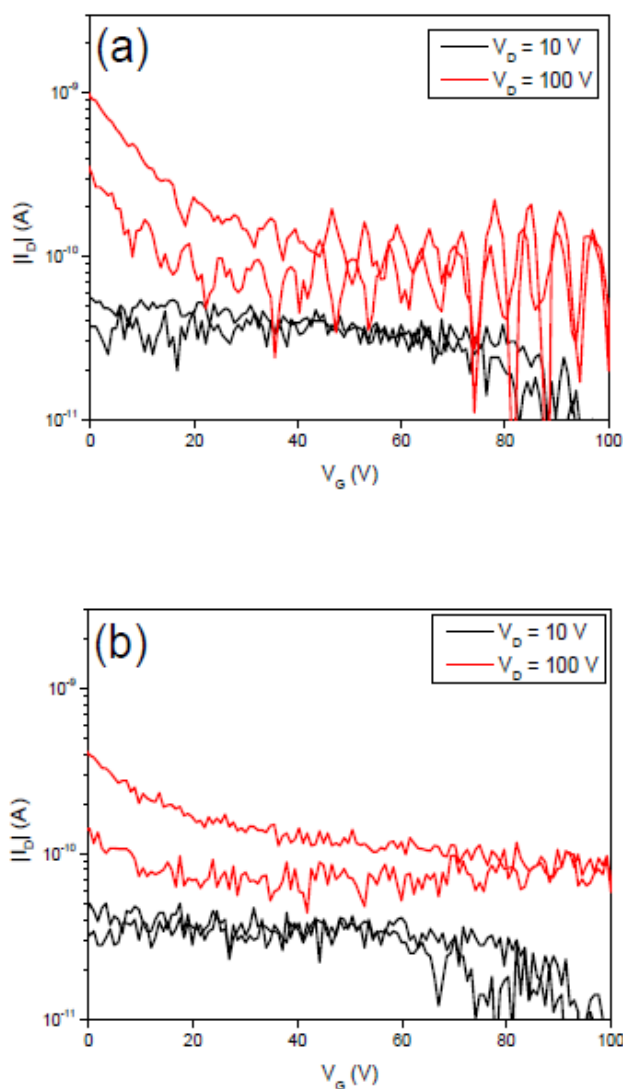 (a)
V_D = 10 V
V_D = 100 V
10⁻⁹
10⁻¹⁰
10⁻¹¹
|I_D| (A)
0 20 40 60 80 100
V_G (V)
(b)
V_D = 10 V
V_D = 100 V
10⁻⁹
10⁻¹⁰
10⁻¹¹
|I_D| (A)
0 20 40 60 80 100
V_G (V)